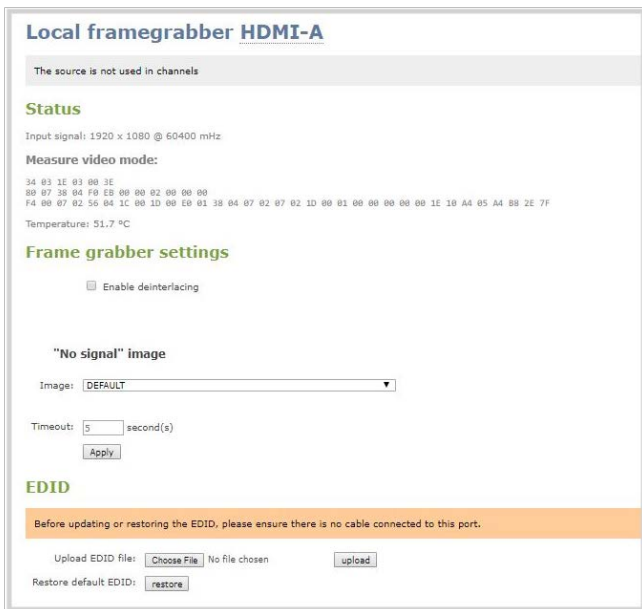 Local framegrabber HDMI-A
The source is not used in channels
Status
Input signal: 1920 x 1080 @ 60400 mHz
Measure video mode:
34 03 1E 03 00 3E
80 07 38 04 F0 EB 00 00 02 00 00 00
F4 00 07 02 56 04 1C 00 1D 00 E0 01 38 04 07 02 07 02 1D 00 01 00 00 00 00 00 1E 10 A4 05 A4 B8 2E 7F
Temperature: 51.7 ºC
Frame grabber settings
Enable deinterlacing
"No signal" image
Image: DEFAULT
Timeout: 5 second(s)
Apply
EDID
Before updating or restoring the EDID, please ensure there is no cable connected to this port.
Upload EDID file: Choose File No file chosen upload
Restore default EDID: restore